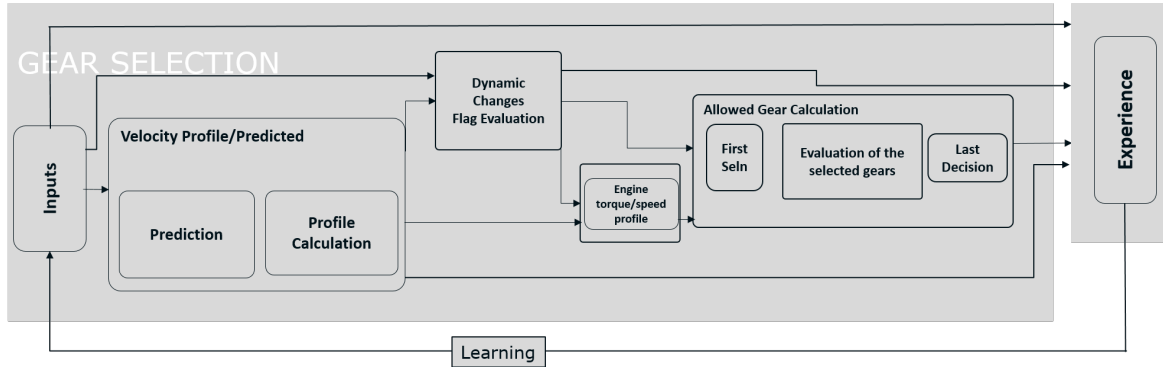 GEAR SELECTION
Inputs
Velocity Profile/Predicted
Prediction
Profile
Calculation
Dynamic
Changes
Flag Evaluation
Engine
torque/speed
profile
Allowed Gear Calculation
First
Seln
Evaluation of the
selected gears
Last
Decision
Experience
Learning